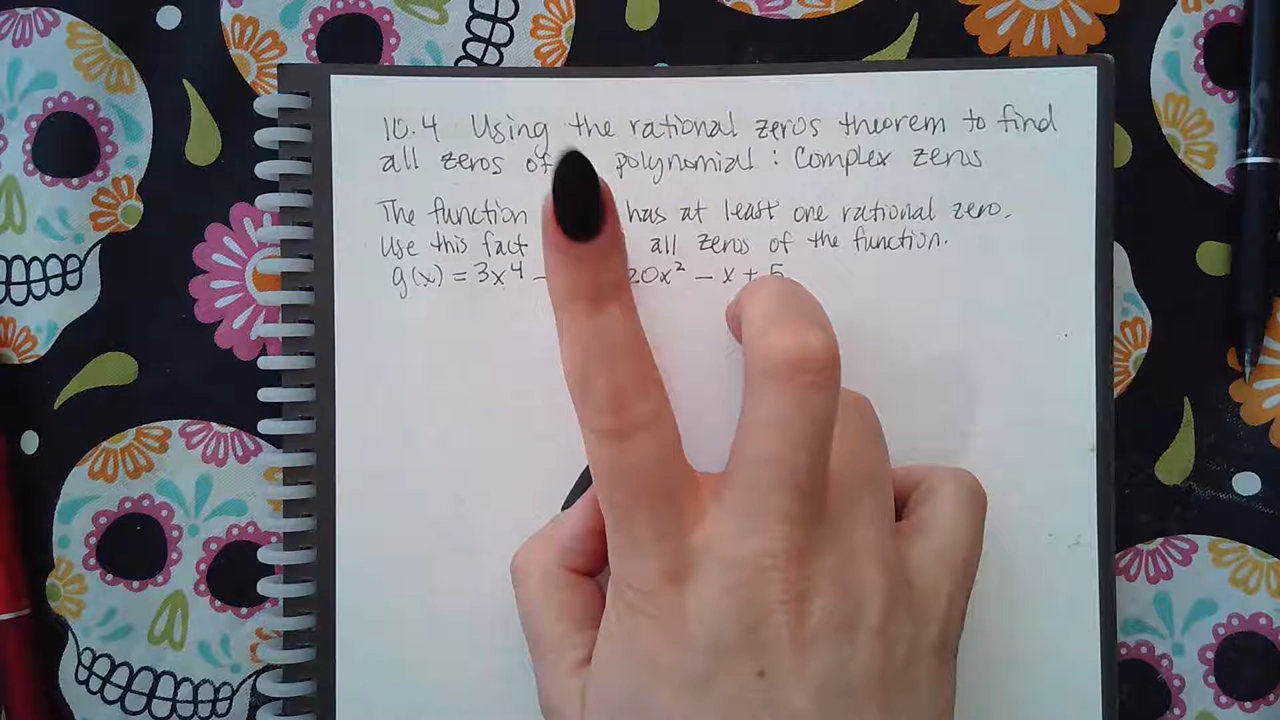 10.4 Using the rational zeros theorem to find
all zeros of polynomial : Complex zeros
The function has at least one rational zero.
Use this fact all zeros of the function.
g(x) = 3x⁴ - 20x² - x + 5